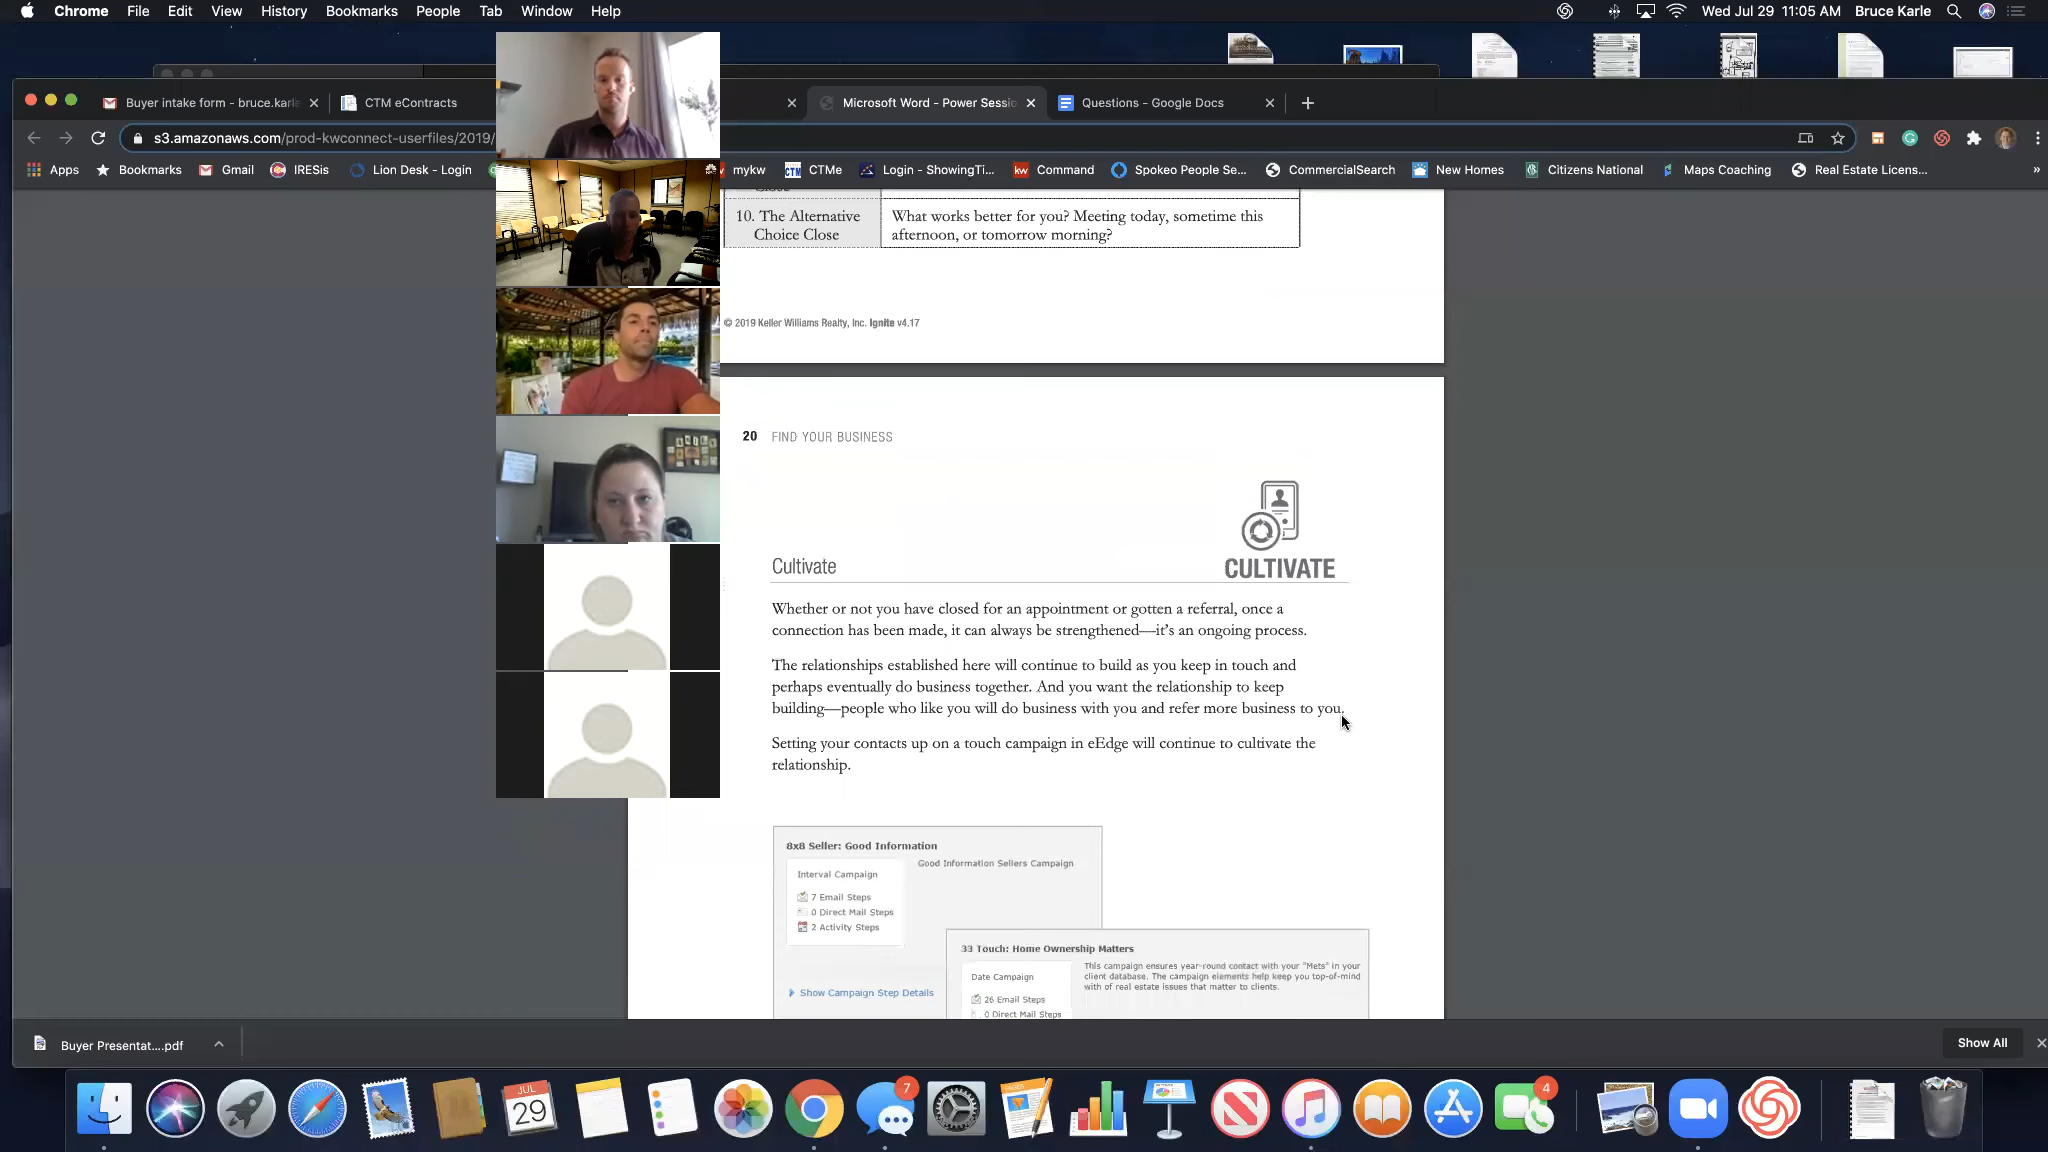 Chrome File Edit View History Bookmarks People Tab Window Help
Wed Jul 29 11:05 AM Bruce Karle
Buyer intake form - bruce.karle
CTM eContracts
Microsoft Word - Power Sessio
Questions - Google Docs
s3.amazonaws.com/prod-kwconnect-userfiles/2019/
Apps Bookmarks Gmail IRESis Lion Desk - Login mykw CTMe Login - ShowingTi... Command Spokeo People Se... CommercialSearch New Homes Citizens National Maps Coaching Real Estate Licens... »
Close
10. The Alternative
Choice Close
What works better for you? Meeting today, sometime this
afternoon, or tomorrow morning?
© 2019 Keller Williams Realty, Inc. Ignite v4.17
20 FIND YOUR BUSINESS
Cultivate
CULTIVATE
Whether or not you have closed for an appointment or gotten a referral, once a
connection has been made, it can always be strengthened—it's an ongoing process.
The relationships established here will continue to build as you keep in touch and
perhaps eventually do business together. And you want the relationship to keep
building—people who like you will do business with you and refer more business to you.
Setting your contacts up on a touch campaign in eEdge will continue to cultivate the
relationship.
8x8 Seller: Good Information
Good Information Sellers Campaign
Interval Campaign
7 Email Steps
0 Direct Mail Steps
2 Activity Steps
Show Campaign Step Details
33 Touch: Home Ownership Matters
Date Campaign
26 Email Steps
0 Direct Mail Steps
This campaign ensures year-round contact with your "Mets" in your
client database. The campaign elements help keep you top-of-mind
with of real estate issues that matter to clients.
Buyer Presentat....pdf
Show All
JUL
29
7
PAGES
4